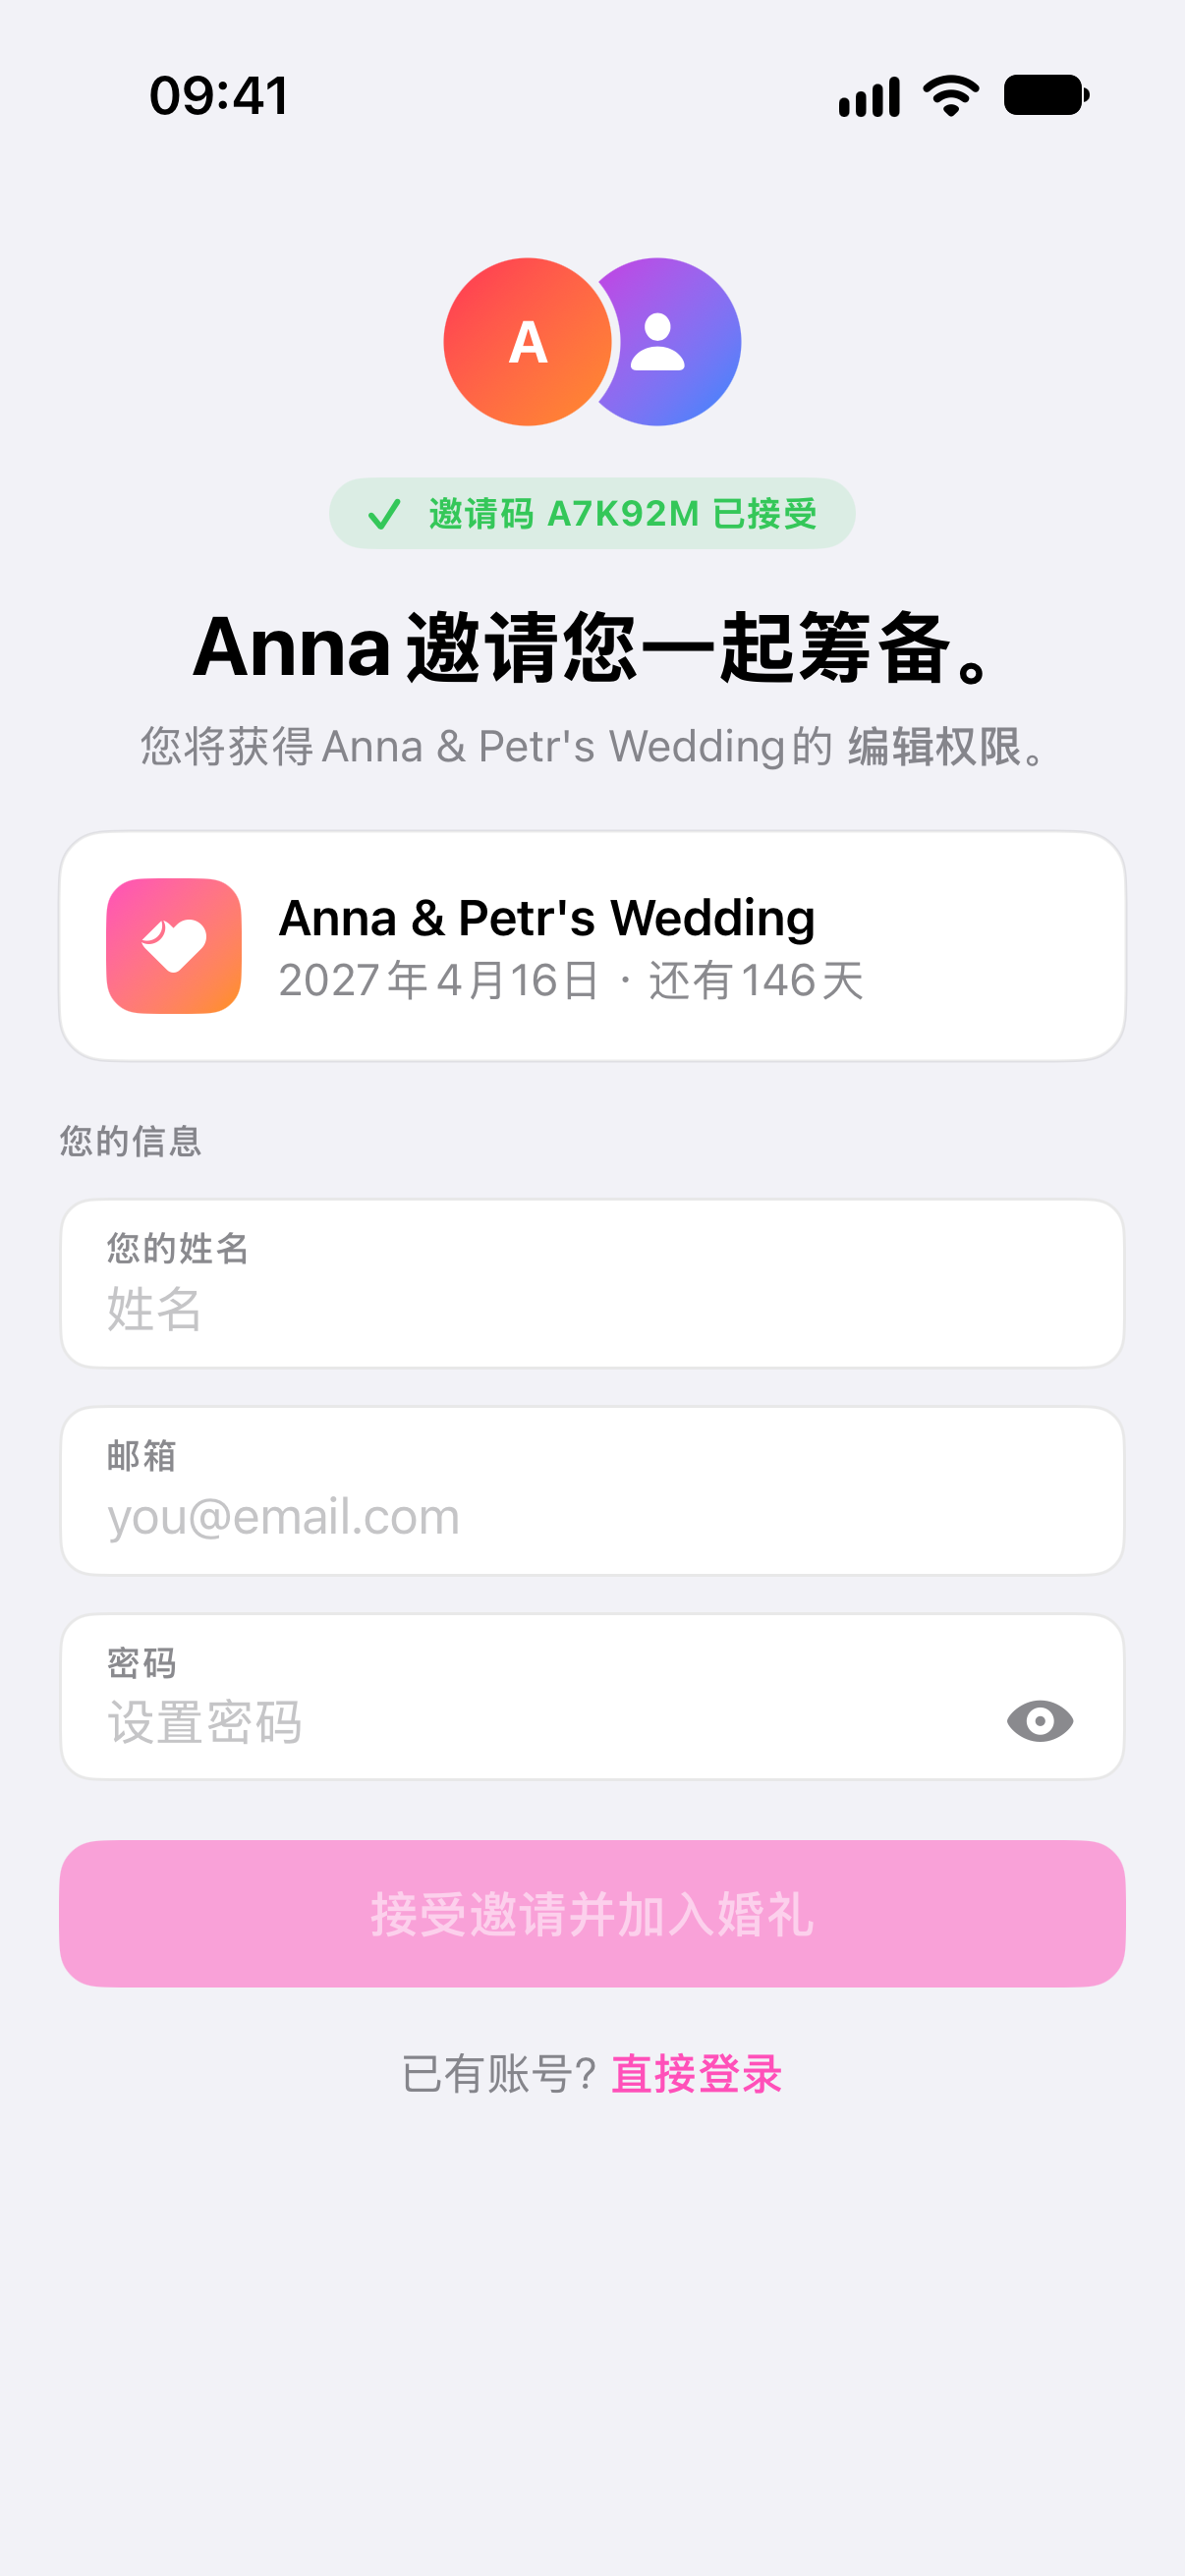 09:41
A
邀请码 A7K92M 已接受
Anna 邀请您一起筹备。
您将获得 Anna & Petr's Wedding 的 编辑权限。
Anna & Petr's Wedding
2027年4月16日 · 还有146天
您的信息
您的姓名
姓名
邮箱
you@email.com
密码
设置密码
接受邀请并加入婚礼
已有账号? 直接登录